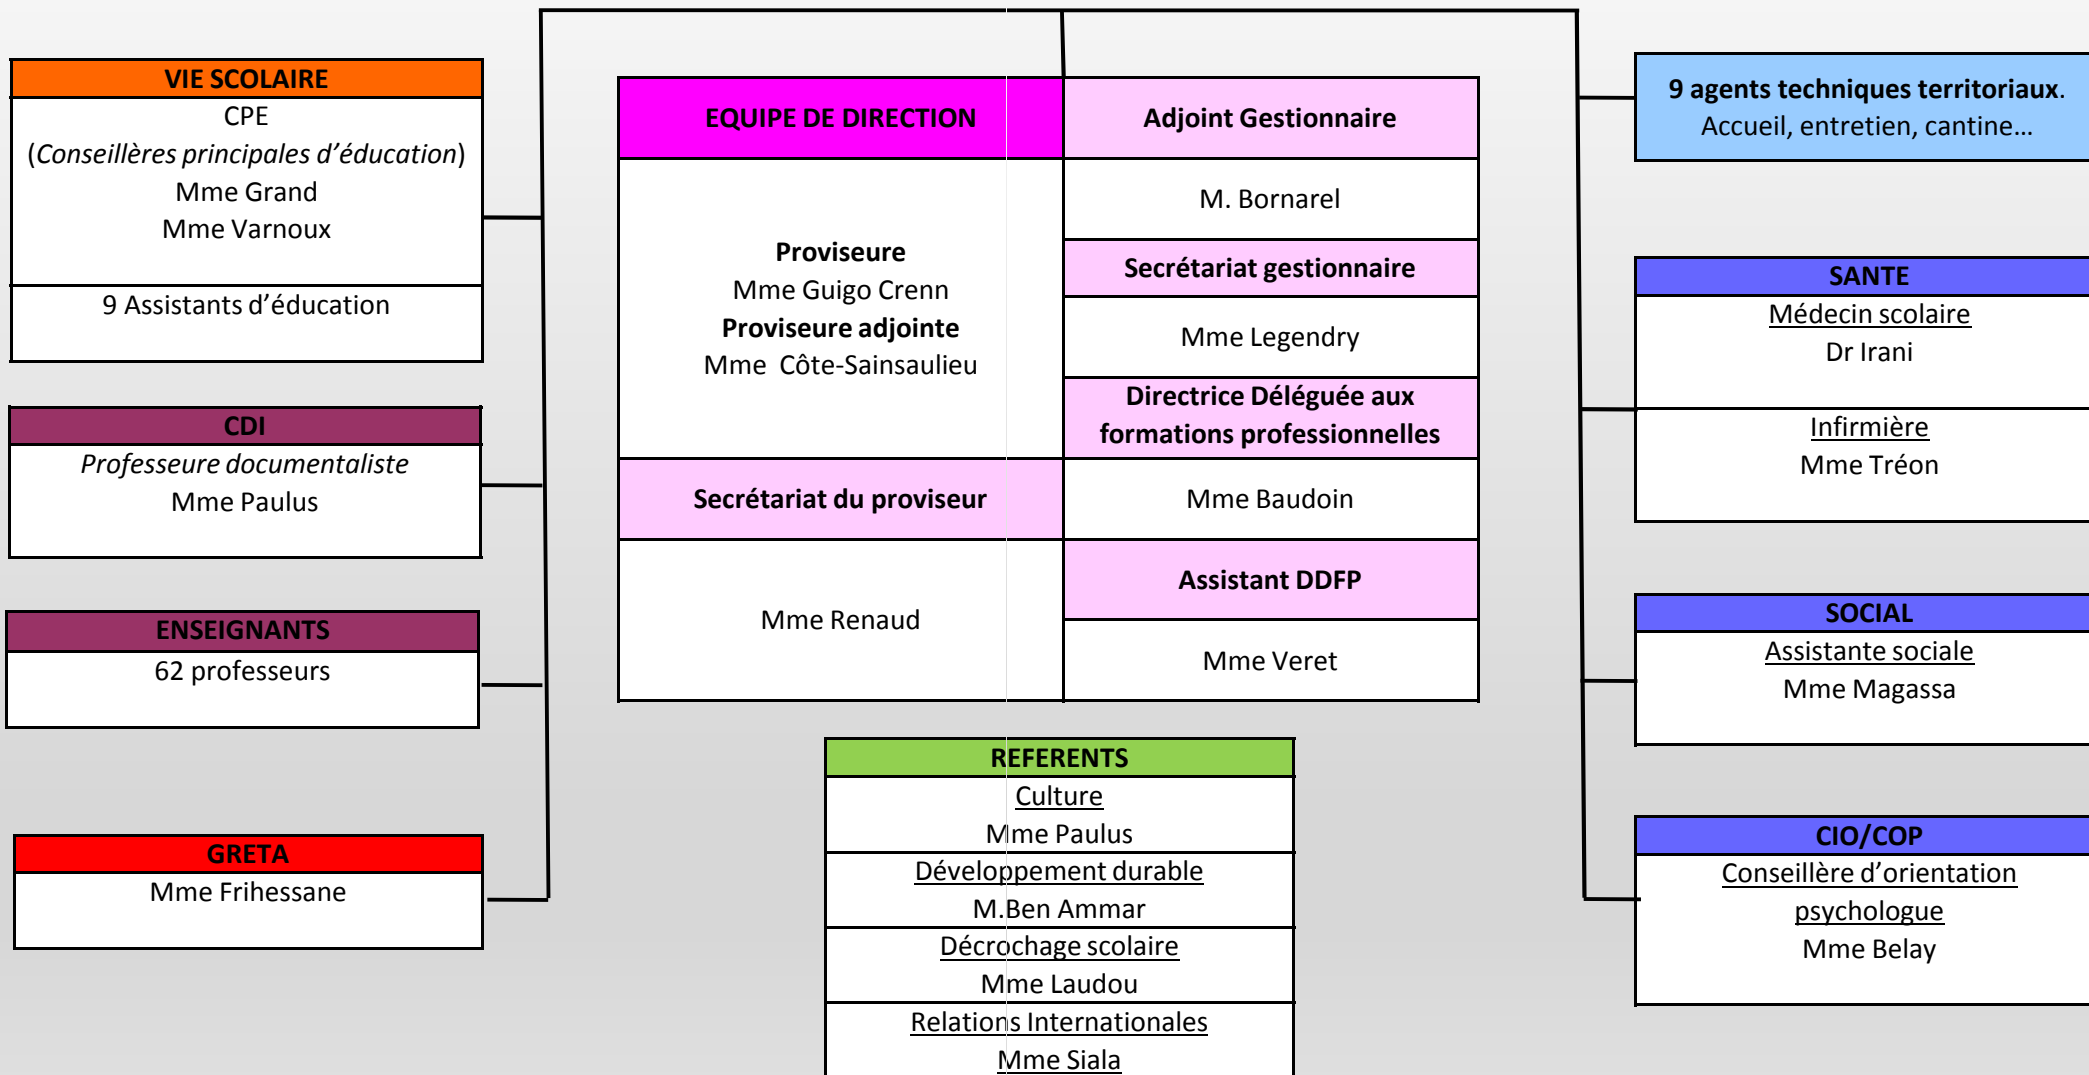 VIE SCOLAIRE
CPE
(Conseillères principales d’éducation)
Mme Grand
Mme Varnoux
9 Assistants d’éducation
CDI
Professeure documentaliste
Mme Paulus
ENSEIGNANTS
62 professeurs
GRETA
Mme Frihessane
EQUIPE DE DIRECTION
Proviseure
Mme Guigo Crenn
Proviseure adjointe
Mme Côte-Sainsaulieu
Secrétariat du proviseur
Mme Renaud
Adjoint Gestionnaire
M. Bornarel
Secrétariat gestionnaire
Mme Legendry
Directrice Déléguée aux
formations professionnelles
Mme Baudoin
Assistant DDFP
Mme Veret
REFERENTS
Culture
Mme Paulus
Développement durable
M.Ben Ammar
Décrochage scolaire
Mme Laudou
Relations Internationales
Mme Siala
9 agents techniques territoriaux.
Accueil, entretien, cantine…
SANTE
Médecin scolaire
Dr Irani
Infirmière
Mme Tréon
SOCIAL
Assistante sociale
Mme Magassa
CIO/COP
Conseillère d’orientation
psychologue
Mme Belay